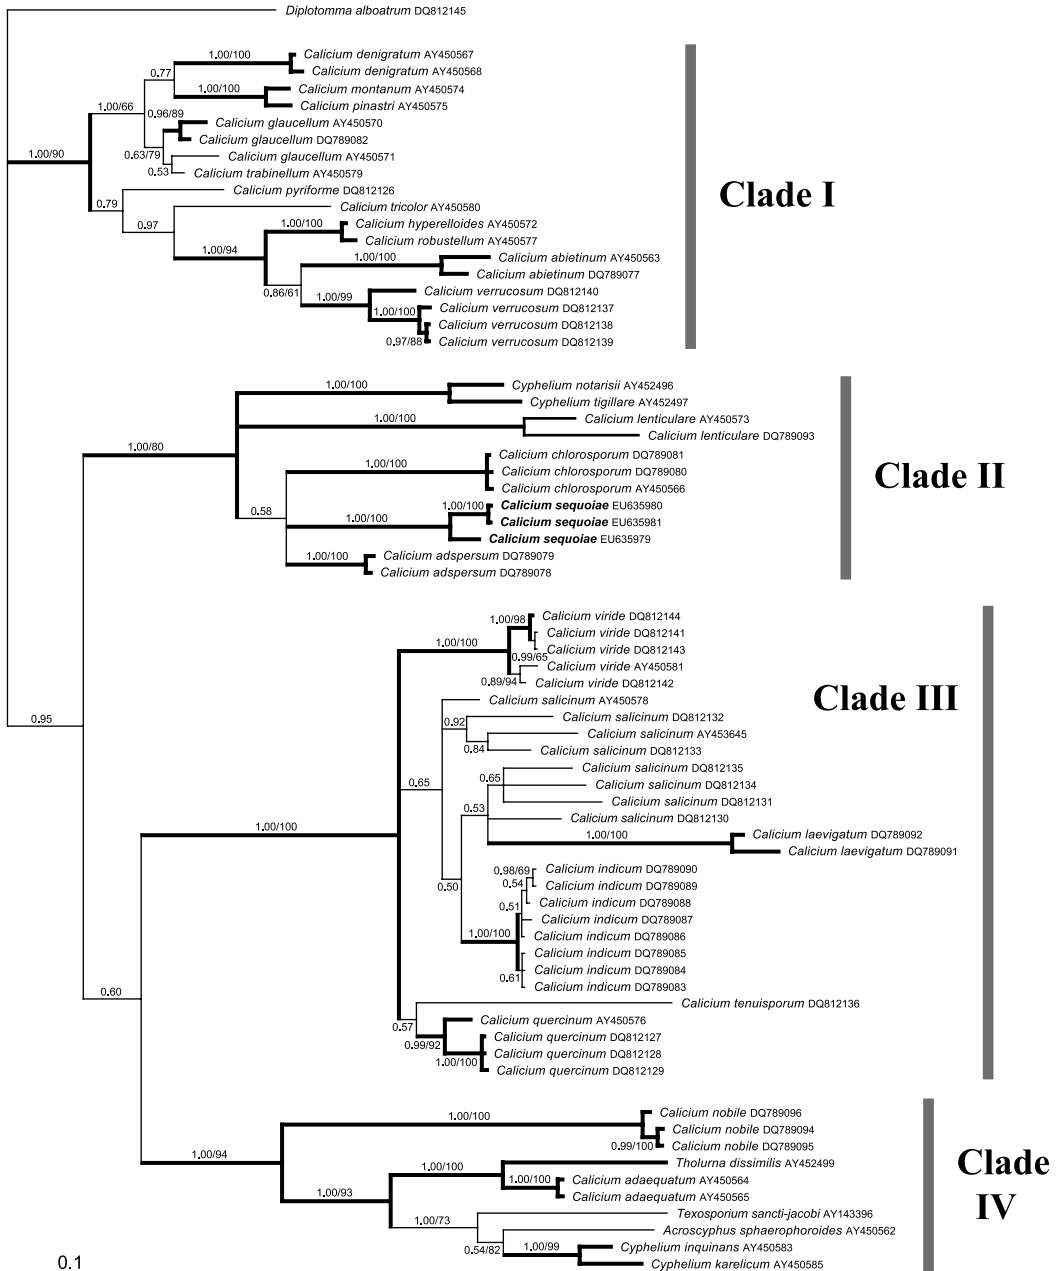 Diplotomma alboatrum DQ812145
1.00/100
Calicium denigratum AY450567
Calicium denigratum AY450568
0.77
1.00/100
Calicium montanum AY450574
Calicium pinastri AY450575
1.00/66
0.96/89
Calicium glaucellum AY450570
Calicium glaucellum DQ789082
0.63/79
Calicium glaucellum AY450571
0.53
Calicium trabinellum AY450579
1.00/90
Calicium pyriforme DQ812126
0.79
Calicium tricolor AY450580
0.97
1.00/100
Calicium hyperelloides AY450572
Calicium robustellum AY450577
1.00/94
1.00/100
Calicium abietinum AY450563
Calicium abietinum DQ789077
0.86/61
1.00/99
Calicium verrucosum DQ812140
1.00/100
Calicium verrucosum DQ812137
Calicium verrucosum DQ812138
0.97/88
Calicium verrucosum DQ812139
Clade I
1.00/100
Cyphelium notarisii AY452496
Cyphelium tigillare AY452497
1.00/100
Calicium lenticulare AY450573
Calicium lenticulare DQ789093
1.00/80
1.00/100
Calicium chlorosporum DQ789081
Calicium chlorosporum DQ789080
Calicium chlorosporum AY450566
0.58
1.00/100
1.00/100
Calicium sequoiae EU635980
Calicium sequoiae EU635981
Calicium sequoiae EU635979
1.00/100
Calicium adspersum DQ789079
Calicium adspersum DQ789078
Clade II
0.95
1.00/100
1.00/98
Calicium viride DQ812144
Calicium viride DQ812141
Calicium viride DQ812143
0.99/65
Calicium viride AY450581
0.89/94
Calicium viride DQ812142
Calicium salicinum AY450578
0.92
Calicium salicinum DQ812132
Calicium salicinum AY453645
0.84
Calicium salicinum DQ812133
0.65
0.65
Calicium salicinum DQ812135
Calicium salicinum DQ812134
Calicium salicinum DQ812131
0.53
Calicium salicinum DQ812130
1.00/100
Calicium laevigatum DQ789092
Calicium laevigatum DQ789091
1.00/100
0.50
0.98/69
Calicium indicum DQ789090
0.54
Calicium indicum DQ789089
Calicium indicum DQ789088
0.51
Calicium indicum DQ789087
1.00/100
Calicium indicum DQ789086
Calicium indicum DQ789085
0.61
Calicium indicum DQ789084
Calicium indicum DQ789083
Calicium tenuisporum DQ812136
0.57
Calicium quercinum AY450576
0.99/92
Calicium quercinum DQ812127
1.00/100
Calicium quercinum DQ812128
Calicium quercinum DQ812129
Clade III
0.60
1.00/100
Calicium nobile DQ789096
Calicium nobile DQ789094
0.99/100
Calicium nobile DQ789095
1.00/94
1.00/100
Tholurna dissimilis AY452499
1.00/100
Calicium adaequatum AY450564
Calicium adaequatum AY450565
1.00/93
1.00/73
Texosporium sancti-jacobi AY143396
0.54/82
Acroscyphus sphaerophoroides AY450562
1.00/99
Cyphelium inquinans AY450583
Cyphelium karelicum AY450585
Clade
IV
0.1